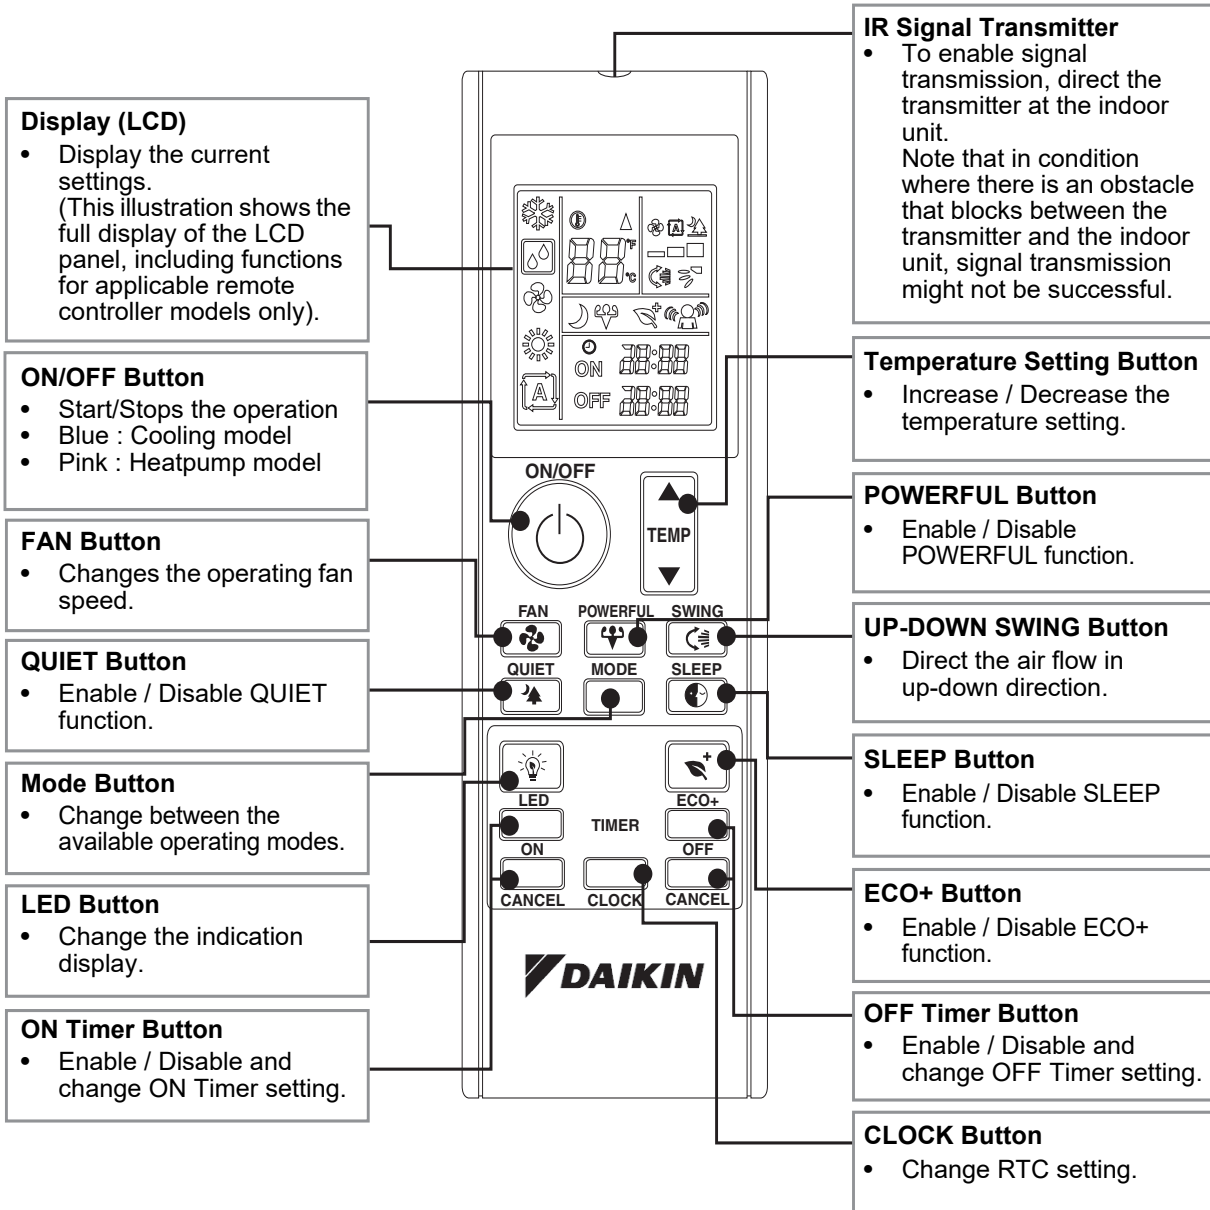 Display (LCD)
• Display the current
settings.
(This illustration shows the
full display of the LCD
panel, including functions
for applicable remote
controller models only).
ON/OFF Button
• Start/Stops the operation
• Blue : Cooling model
• Pink : Heatpump model
FAN Button
• Changes the operating fan
speed.
QUIET Button
• Enable / Disable QUIET
function.
Mode Button
• Change between the
available operating modes.
LED Button
• Change the indication
display.
ON Timer Button
• Enable / Disable and
change ON Timer setting.
A
88
°F
°C
A
ON 28:88
OFF 28:88
ON/OFF
TEMP
FAN POWERFUL SWING
QUIET MODE SLEEP
LED ECO+
TIMER
ON OFF
CANCEL CLOCK CANCEL
DAIKIN
IR Signal Transmitter
• To enable signal
transmission, direct the
transmitter at the indoor
unit.
Note that in condition
where there is an obstacle
that blocks between the
transmitter and the indoor
unit, signal transmission
might not be successful.
Temperature Setting Button
• Increase / Decrease the
temperature setting.
POWERFUL Button
• Enable / Disable
POWERFUL function.
UP-DOWN SWING Button
• Direct the air flow in
up-down direction.
SLEEP Button
• Enable / Disable SLEEP
function.
ECO+ Button
• Enable / Disable ECO+
function.
OFF Timer Button
• Enable / Disable and
change OFF Timer setting.
CLOCK Button
• Change RTC setting.